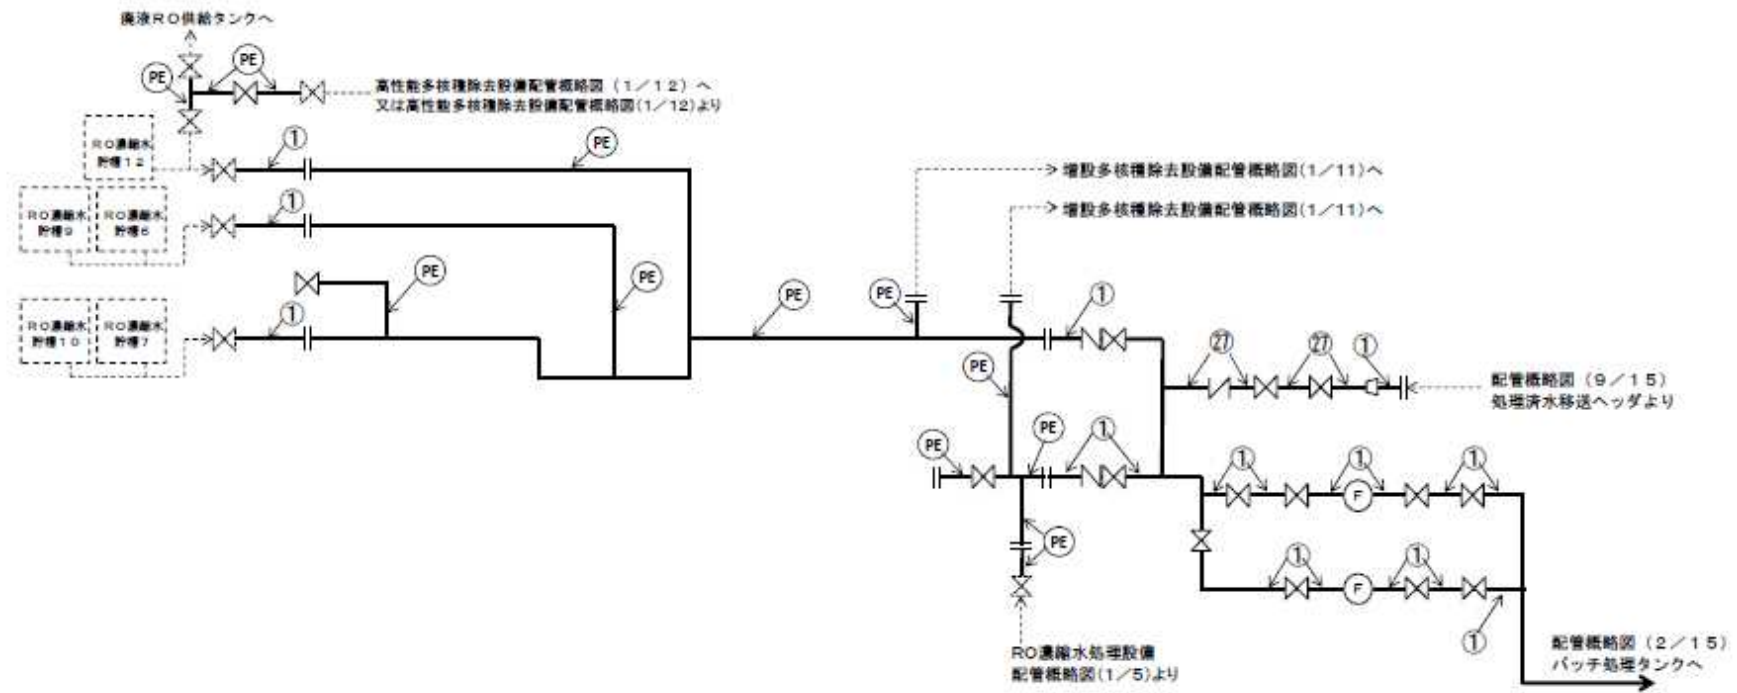 廃液RO供給タンクへ
PE
PE
高性能多核種除去設備配管概略図（1／12）へ
又は高性能多核種除去設備配管概略図(1/12)より
RO濃縮水
貯槽12
①
PE
増設多核種除去設備配管概略図(1／11)へ
RO濃縮水
貯槽9
RO濃縮水
貯槽6
①
増設多核種除去設備配管概略図(1／11)へ
PE
PE
PE
PE
①
RO濃縮水
貯槽10
RO濃縮水
貯槽7
①
㉗
㉗
①
PE
配管概略図（9／15）
処理済水移送ヘッダより
PE
PE
①
①
①
①
F
PE
①
①
F
①
RO濃縮水処理設備
配管概略図(1／5)より
配管概略図（2／15）
バッチ処理タンクへ